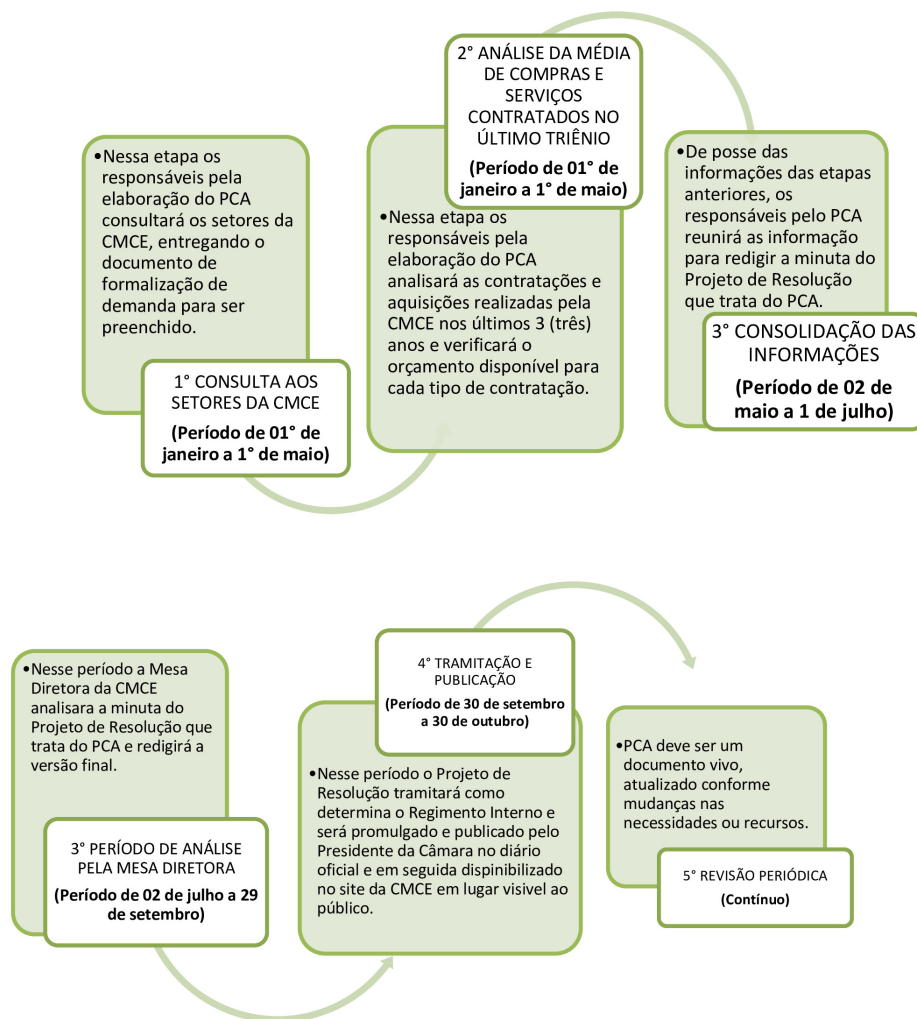 •Nessa etapa os
responsáveis pela
elaboração do PCA
consultará os setores da
CMCE, entregando o
documento de
formalização de
demanda para ser
preenchido.
1° CONSULTA AOS
SETORES DA CMCE
(Período de 01° de
janeiro a 1° de maio)
2° ANÁLISE DA MÉDIA
DE COMPRAS E
SERVIÇOS
CONTRATADOS NO
ÚLTIMO TRIÊNIO
(Período de 01° de
janeiro a 1° de maio)
•Nessa etapa os
responsáveis pela
elaboração do PCA
analisará as contratações e
aquisições realizadas pela
CMCE nos últimos 3 (três)
anos e verificará o
orçamento disponível para
cada tipo de contratação.
•De posse das
informações das etapas
anteriores, os
responsáveis pelo PCA
reunirá as informação
para redigir a minuta do
Projeto de Resolução
que trata do PCA.
3° CONSOLIDAÇÃO DAS
INFORMAÇÕES
(Período de 02 de
maio a 1 de julho)
•Nesse período a Mesa
Diretora da CMCE
analisara a minuta do
Projeto de Resolução que
trata do PCA e redigirá a
versão final.
3° PERÍODO DE ANÁLISE
PELA MESA DIRETORA
(Período de 02 de julho a 29
de setembro)
4° TRAMITAÇÃO E
PUBLICAÇÃO
(Período de 30 de setembro
a 30 de outubro)
•Nesse período o Projeto de
Resolução tramitará como
determina o Regimento Interno e
será promulgado e publicado pelo
Presidente da Câmara no diário
oficial e em seguida dispinibilizado
no site da CMCE em lugar visivel ao
público.
•PCA deve ser um
documento vivo,
atualizado conforme
mudanças nas
necessidades ou recursos.
5° REVISÃO PERIÓDICA
(Contínuo)